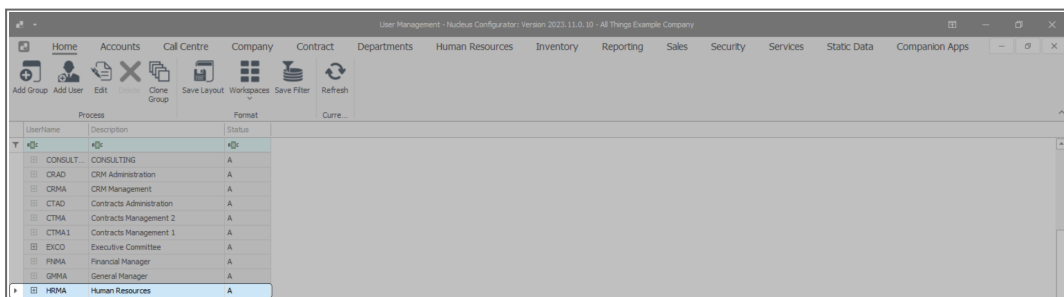 User Management - Nucleus Configurator: Version 2023.11.0.10 - All Things Example Company
Home Accounts Call Centre Company Contract Departments Human Resources Inventory Reporting Sales Security Services Static Data Companion Apps
Add Group Add User Edit Delete Clone Group Save Layout Workspaces Save Filter Refresh
Process Format Curre...
UserName Description Status
CONSULT... CONSULTING A
CRAD CRM Administration A
CRMA CRM Management A
CTAD Contracts Administration A
CTMA Contracts Management 2 A
CTMA1 Contracts Management 1 A
EXCO Executive Committee A
FNMA Financial Manager A
GMMA General Manager A
HRMA Human Resources A